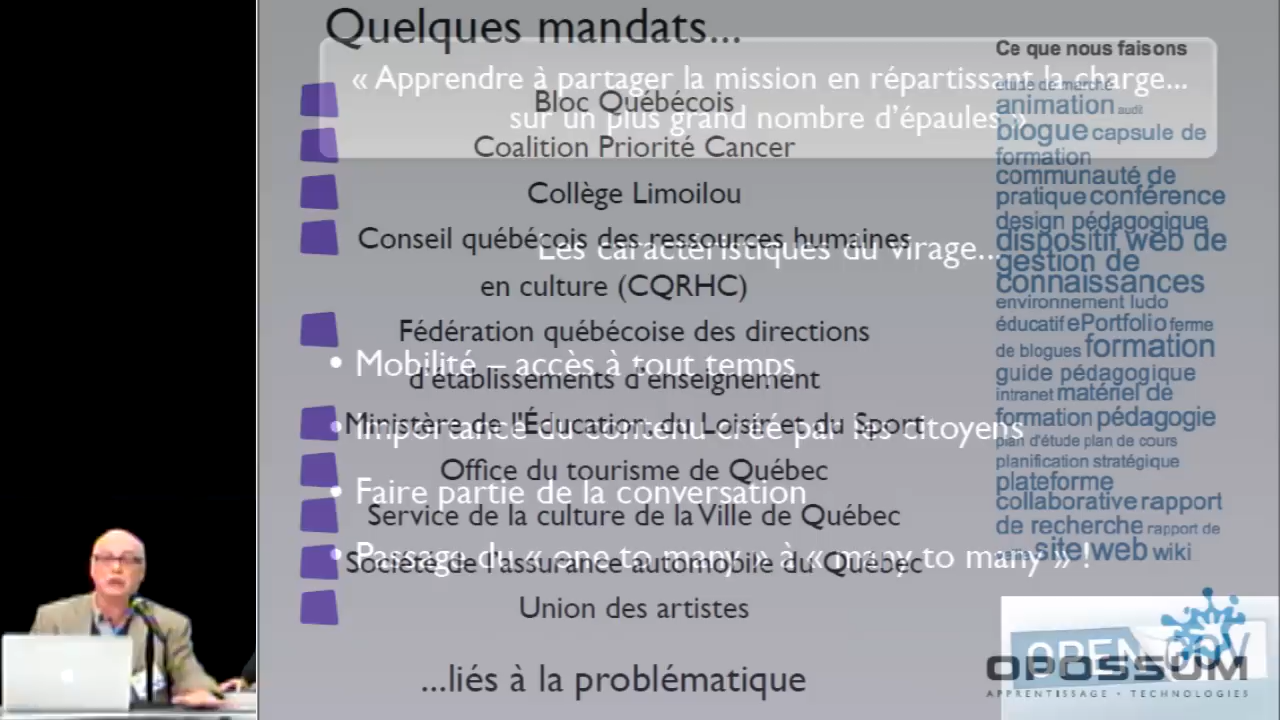 Quelques mandats...
« Apprendre à partager la mission en répartissant la charge...
sur un plus grand nombre d'épaules »
Bloc Québécois
Coalition Priorité Cancer
Collège Limoilou
Conseil québécois des ressources humaines
en culture (CQRHC)
Les caractéristiques du virage...
Fédération québécoise des directions
d'établissements d'enseignement
• Mobilité – accès à tout temps
Ministère de l'Éducation, du Loisir et du Sport
• Importance du contenu créé par les citoyens
Office du tourisme de Québec
• Faire partie de la conversation
Service de la culture de la Ville de Québec
• Passage du « one to many » à « many to many » !
Société de l'assurance automobile du Québec
Union des artistes
...liés à la problématique
Ce que nous faisons
étude de marché
animation audit
blogue capsule de
formation
communauté de
pratique conférence
design pédagogique
dispositif web de
gestion de
connaissances
environnement ludo
éducatif ePortfolio ferme
de blogues formation
guide pédagogique
intranet matériel de
formation pédagogie
plan d'étude plan de cours
planification stratégique
plateforme
collaborative rapport
de recherche rapport de
site web wiki
OPEN GOV
OPOSSUM
APPRENTISSAGE • TECHNOLOGIES